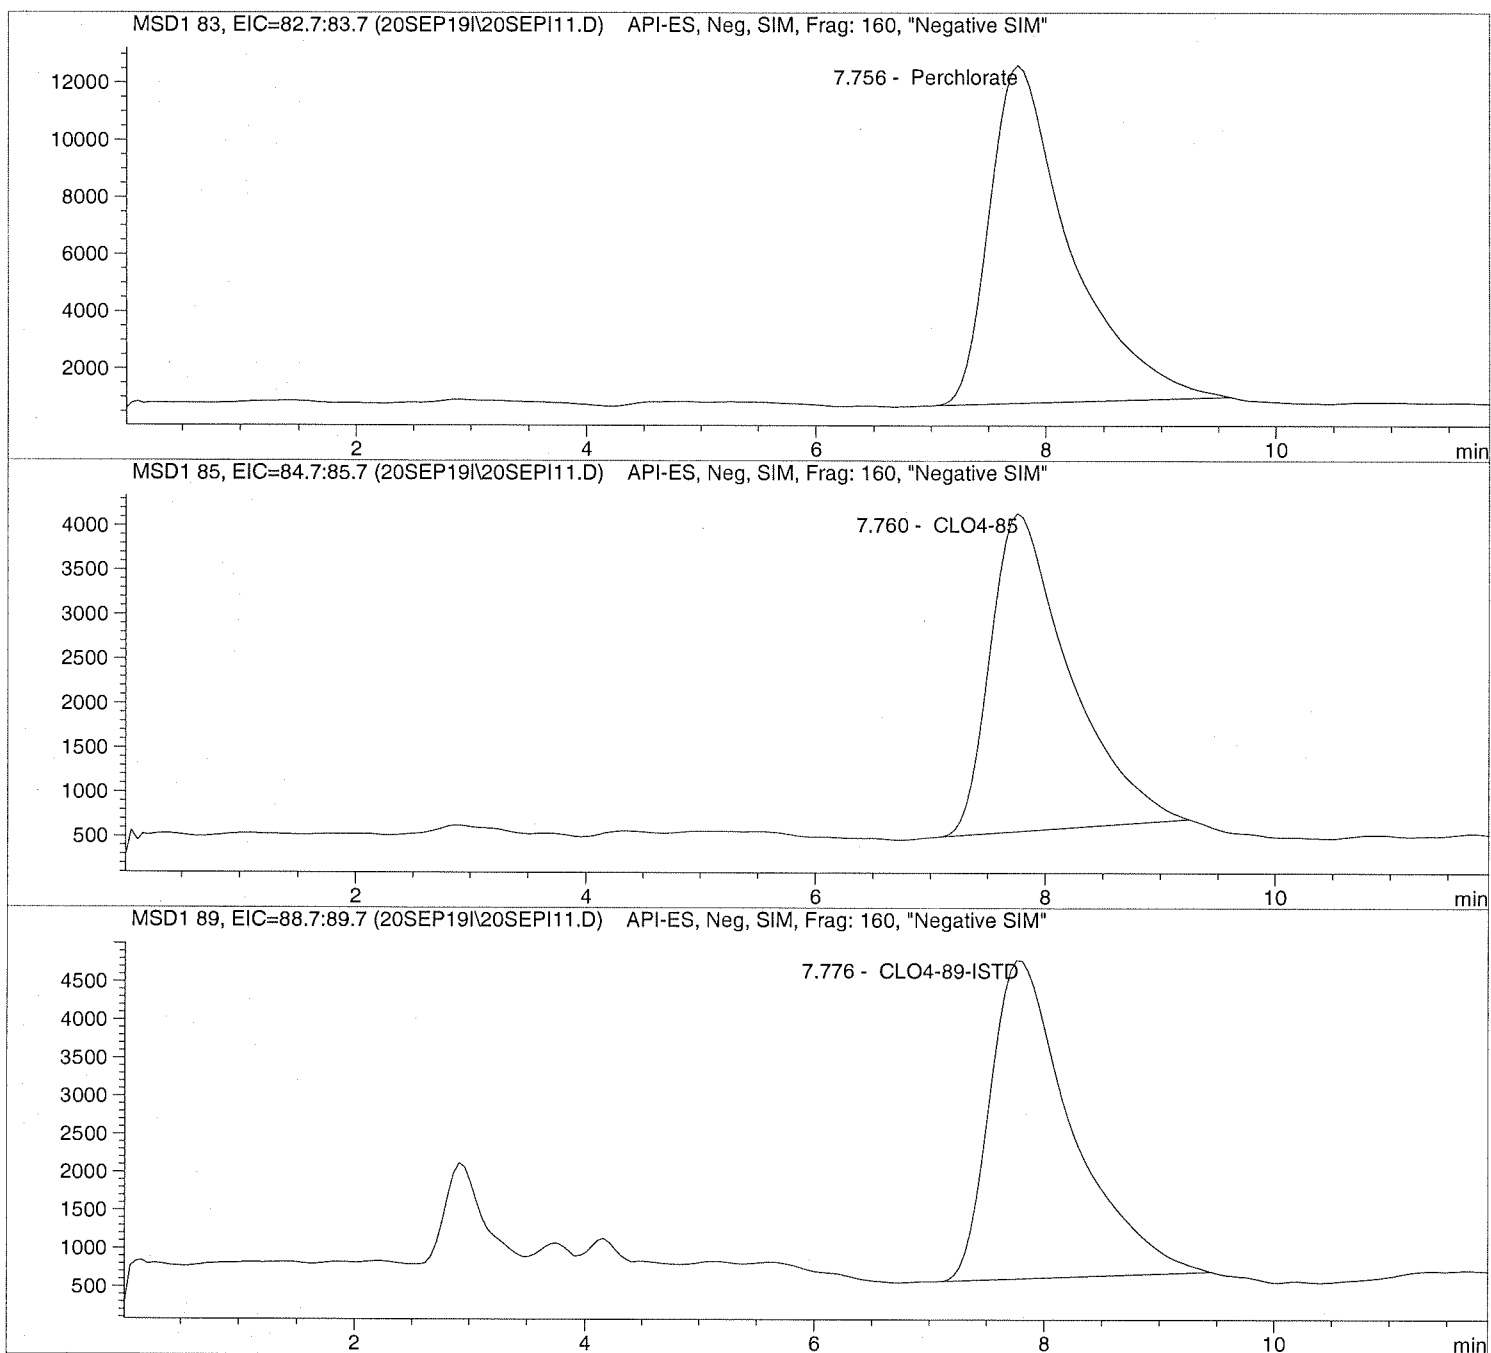 MSD1 83, EIC=82.7:83.7 (20SEP19I\20SEPI11.D) API-ES, Neg, SIM, Frag: 160, "Negative SIM"
7.756 - Perchlorate
12000
10000
8000
6000
4000
2000
2 4 6 8 10 min
MSD1 85, EIC=84.7:85.7 (20SEP19I\20SEPI11.D) API-ES, Neg, SIM, Frag: 160, "Negative SIM"
7.760 - CLO4-85
4000
3500
3000
2500
2000
1500
1000
500
2 4 6 8 10 min
MSD1 89, EIC=88.7:89.7 (20SEP19I\20SEPI11.D) API-ES, Neg, SIM, Frag: 160, "Negative SIM"
7.776 - CLO4-89-ISTD
4500
4000
3500
3000
2500
2000
1500
1000
500
2 4 6 8 10 min